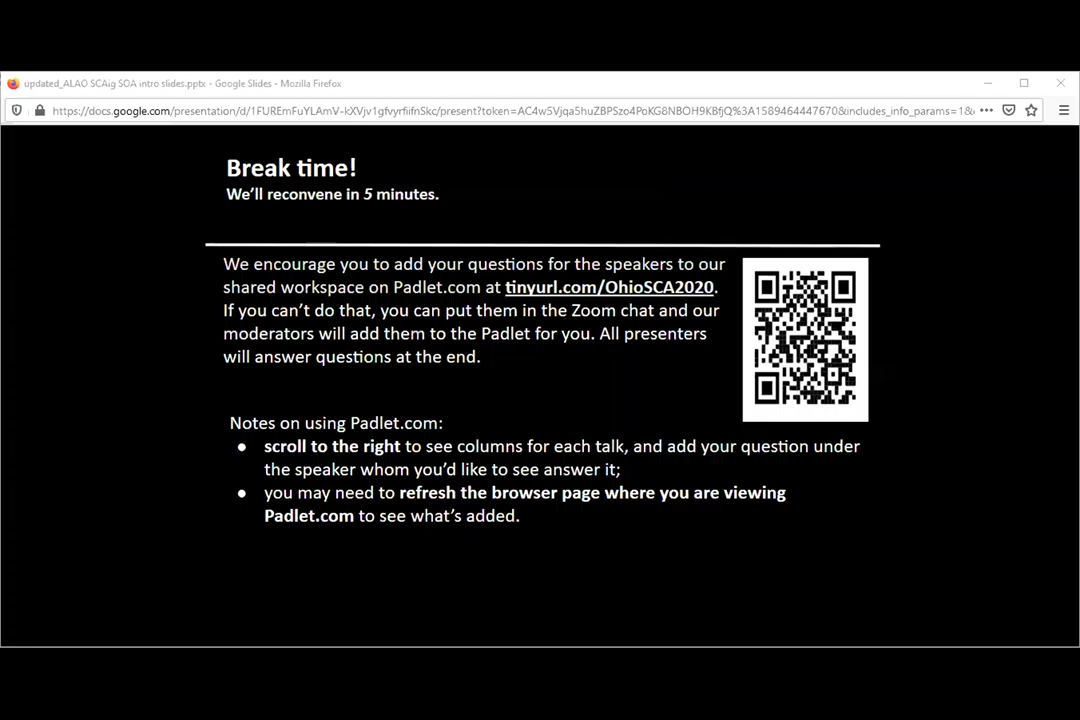 updated_ALAO SCAig SOA intro slides.pptx - Google Slides - Mozilla Firefox
Break time!
We'll reconvene in 5 minutes.
We encourage you to add your questions for the speakers to our
shared workspace on Padlet.com at tinyurl.com/OhioSCA2020.
If you can't do that, you can put them in the Zoom chat and our
moderators will add them to the Padlet for you. All presenters
will answer questions at the end.
Notes on using Padlet.com:
● scroll to the right to see columns for each talk, and add your question under
the speaker whom you'd like to see answer it;
● you may need to refresh the browser page where you are viewing
Padlet.com to see what's added.